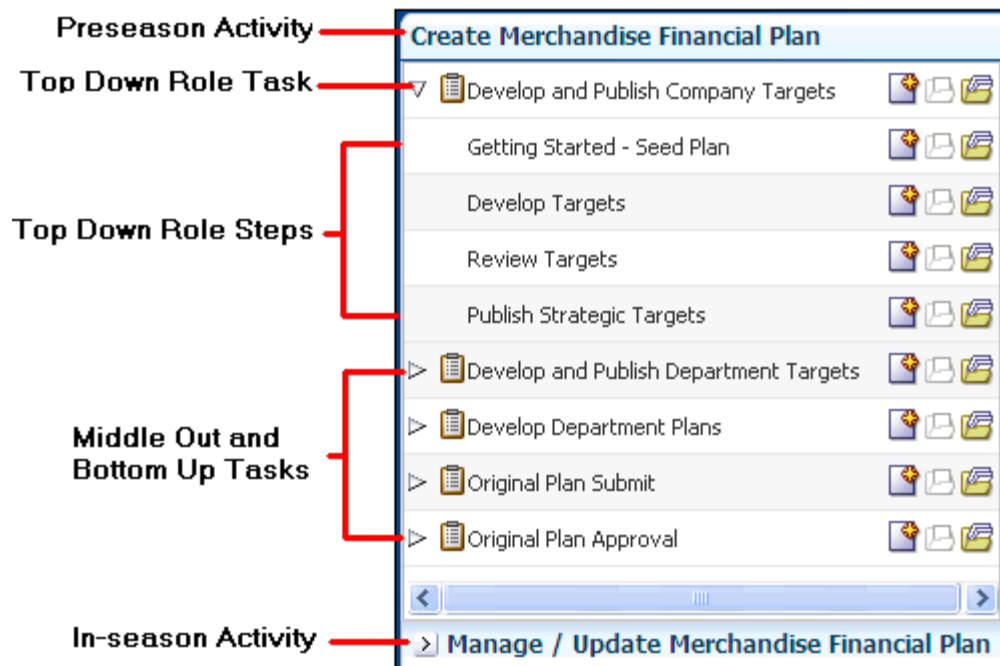 Preseason Activity
Create Merchandise Financial Plan
Top Down Role Task
Develop and Publish Company Targets
Getting Started - Seed Plan
Develop Targets
Top Down Role Steps
Review Targets
Publish Strategic Targets
Develop and Publish Department Targets
Middle Out and
Bottom Up Tasks
Develop Department Plans
Original Plan Submit
Original Plan Approval
In-season Activity
Manage / Update Merchandise Financial Plan